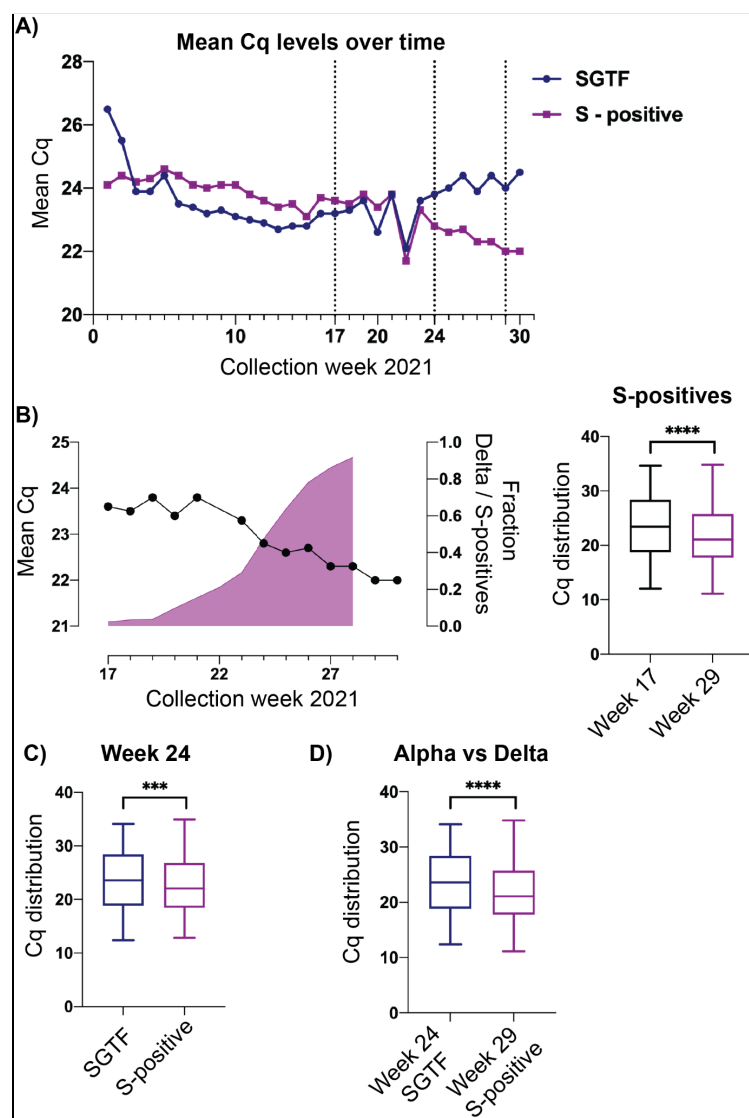 A)
Mean Cq levels over time
28
26
24
22
20
Mean Cq
0
10
17
20
24
30
Collection week 2021
SGTF
S - positive
B)
25
24
23
22
21
Mean Cq
1.0
0.8
0.6
0.4
0.2
0.0
Fraction
Delta / S-positives
17
22
27
Collection week 2021
S-positives
****
40
30
20
10
0
Cq distribution
Week 17
Week 29
C)
Week 24
***
40
30
20
10
0
Cq distribution
SGTF
S-positive
D)
Alpha vs Delta
****
40
30
20
10
0
Cq distribution
Week 24
SGTF
Week 29
S-positive